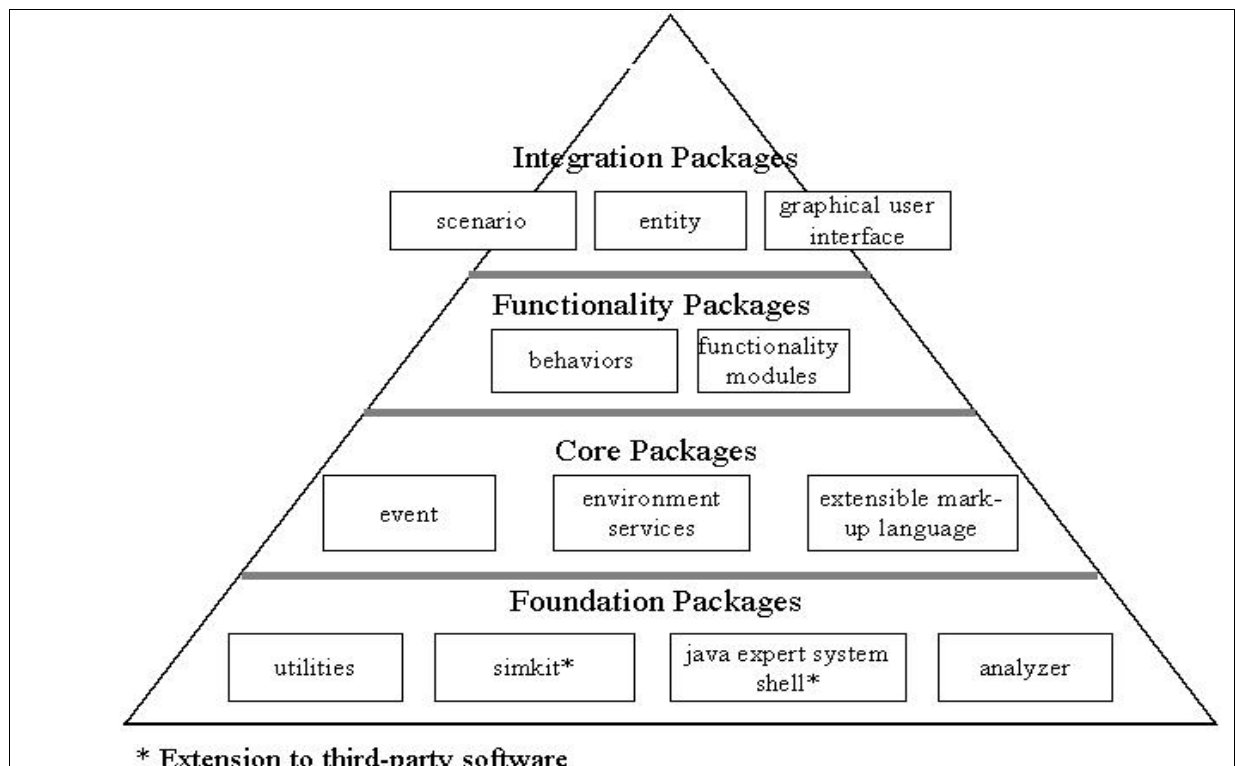 Integration Packages
scenario
entity
graphical user
interface
Functionality Packages
behaviors
functionality
modules
Core Packages
event
environment
services
extensible mark-
up language
Foundation Packages
utilities
simkit*
java expert system
shell*
analyzer
* Extension to third-party software